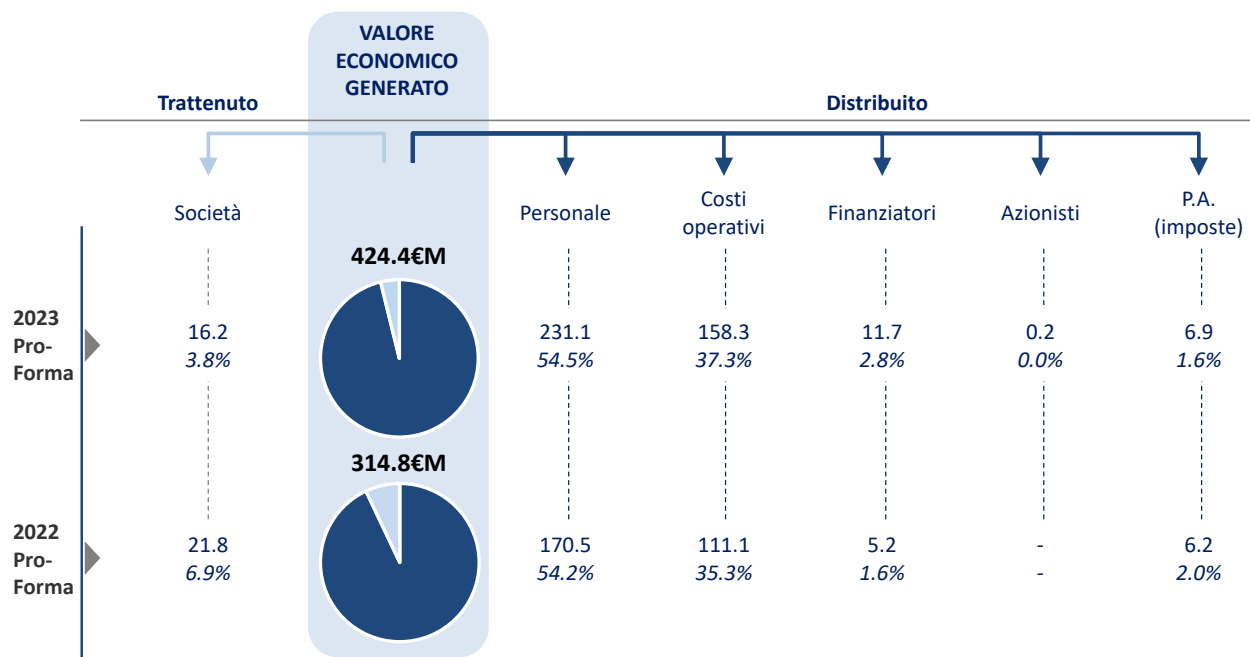 VALORE
ECONOMICO
GENERATO
Trattenuto
Distribuito
Società
Personale
Costi
operativi
Finanziatori
Azionisti
P.A.
(imposte)
424.4€M
2023
Pro-
Forma
16.2
3.8%
231.1
54.5%
158.3
37.3%
11.7
2.8%
0.2
0.0%
6.9
1.6%
314.8€M
2022
Pro-
Forma
21.8
6.9%
170.5
54.2%
111.1
35.3%
5.2
1.6%
-
-
6.2
2.0%